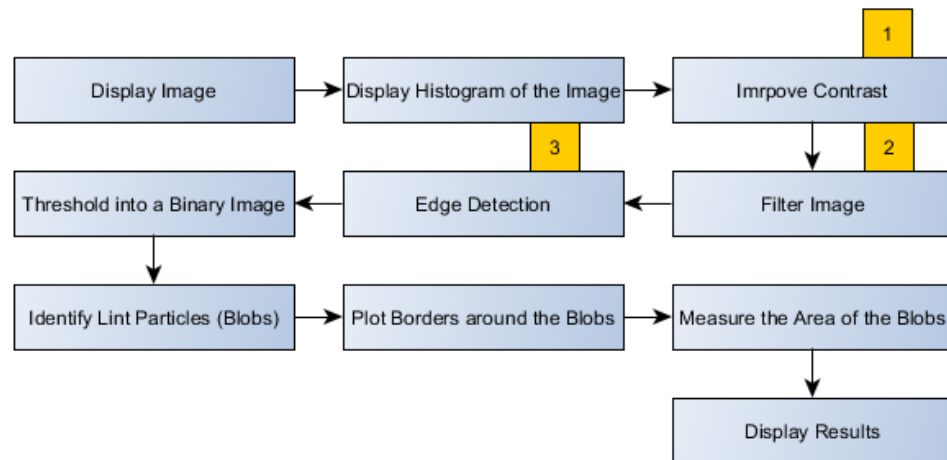 1
Display Image
Display Histogram of the Image
Imrpove Contrast
3
2
Threshold into a Binary Image
Edge Detection
Filter Image
Identify Lint Particles (Blobs)
Plot Borders around the Blobs
Measure the Area of the Blobs
Display Results